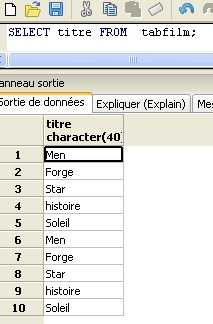 SELECT titre FROM tabfilm;
anneau sortie
Sortie de données Expliquer (Explain) Mes
titre
character(40)
1 Men
2 Forge
3 Star
4 histoire
5 Soleil
6 Men
7 Forge
8 Star
9 histoire
10 Soleil